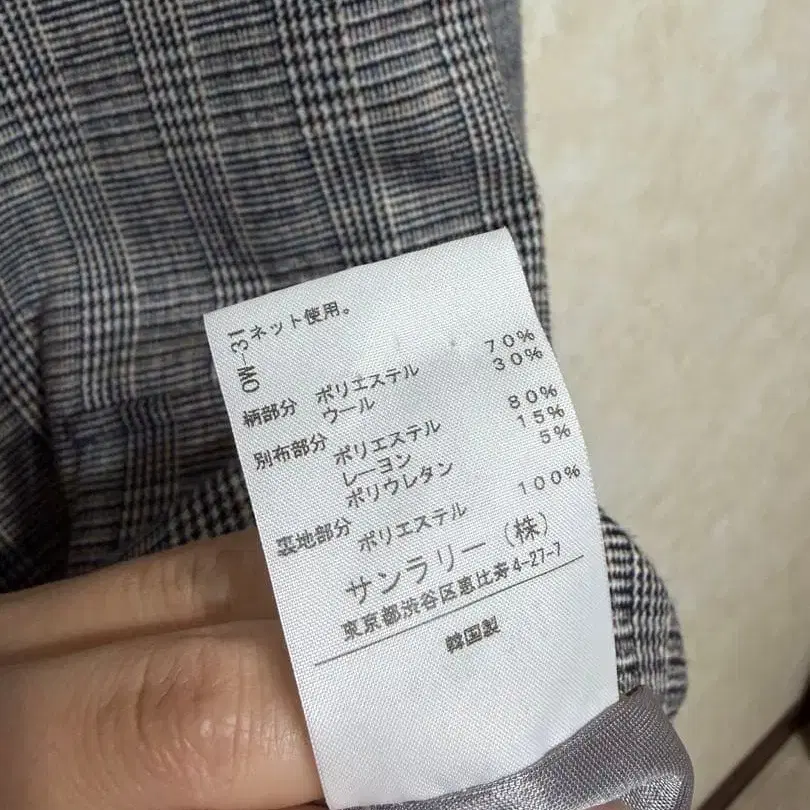 ネット使用。
OW-31
柄部分 ポリエステル 70%
ウール 30%
別布部分 ポリエステル 80%
レーヨン 15%
ポリウレタン 5%
裏地部分 ポリエステル 100%
サンラリー(株)
東京都渋谷区恵比寿4-27-7
韓国製